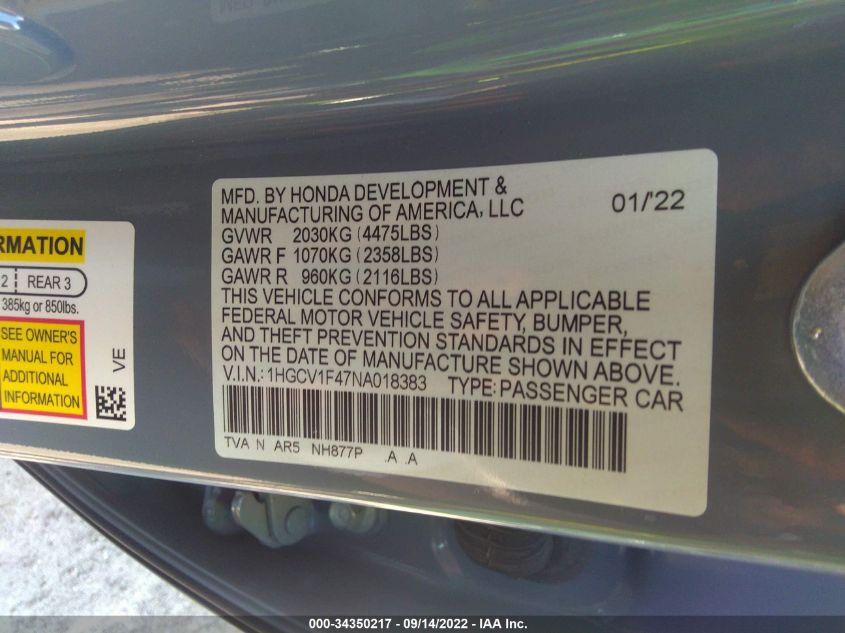 MFD. BY HONDA DEVELOPMENT &
MANUFACTURING OF AMERICA, LLC
01/'22
GVWR 2030KG (4475LBS)
GAWR F 1070KG (2358LBS)
GAWR R 960KG (2116LBS)
THIS VEHICLE CONFORMS TO ALL APPLICABLE
FEDERAL MOTOR VEHICLE SAFETY, BUMPER,
AND THEFT PREVENTION STANDARDS IN EFFECT
ON THE DATE OF MANUFACTURE SHOWN ABOVE.
V.I.N.: 1HGCV1F47NA018383 TYPE: PASSENGER CAR
TVA N AR5 NH877P .A .A
RMATION
2 REAR 3
385kg or 850lbs.
SEE OWNER'S
MANUAL FOR
ADDITIONAL
INFORMATION
VE
000-34350217 - 09/14/2022 - IAA Inc.